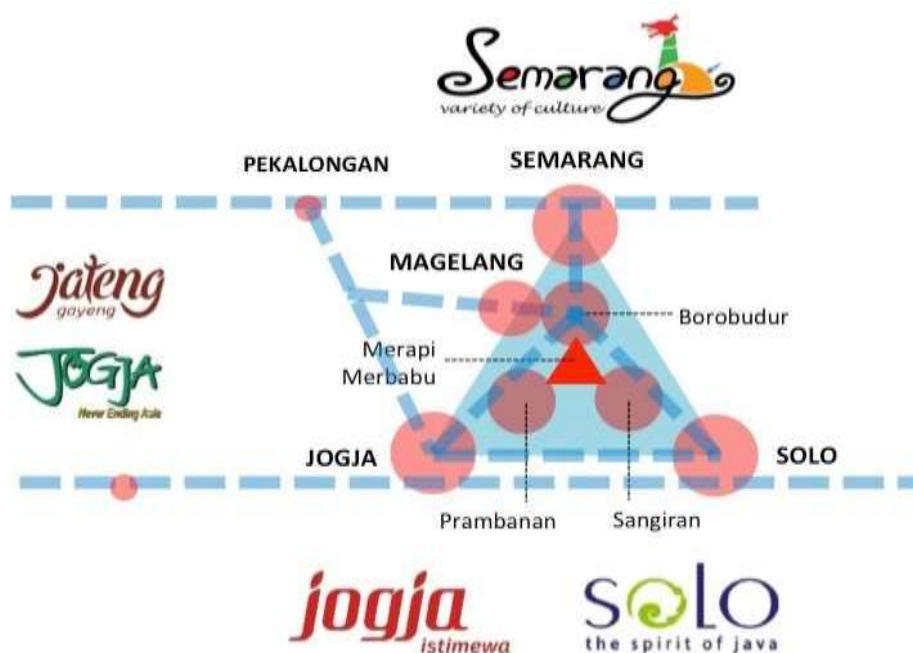 Semarang
variety of culture
PEKALONGAN
SEMARANG
MAGELANG
jateng
gayeng
Borobudur
Merapi
Merbabu
JOGJA
Never Ending Asia
JOGJA
SOLO
Prambanan
Sangiran
jogja
istimewa
solo
the spirit of java